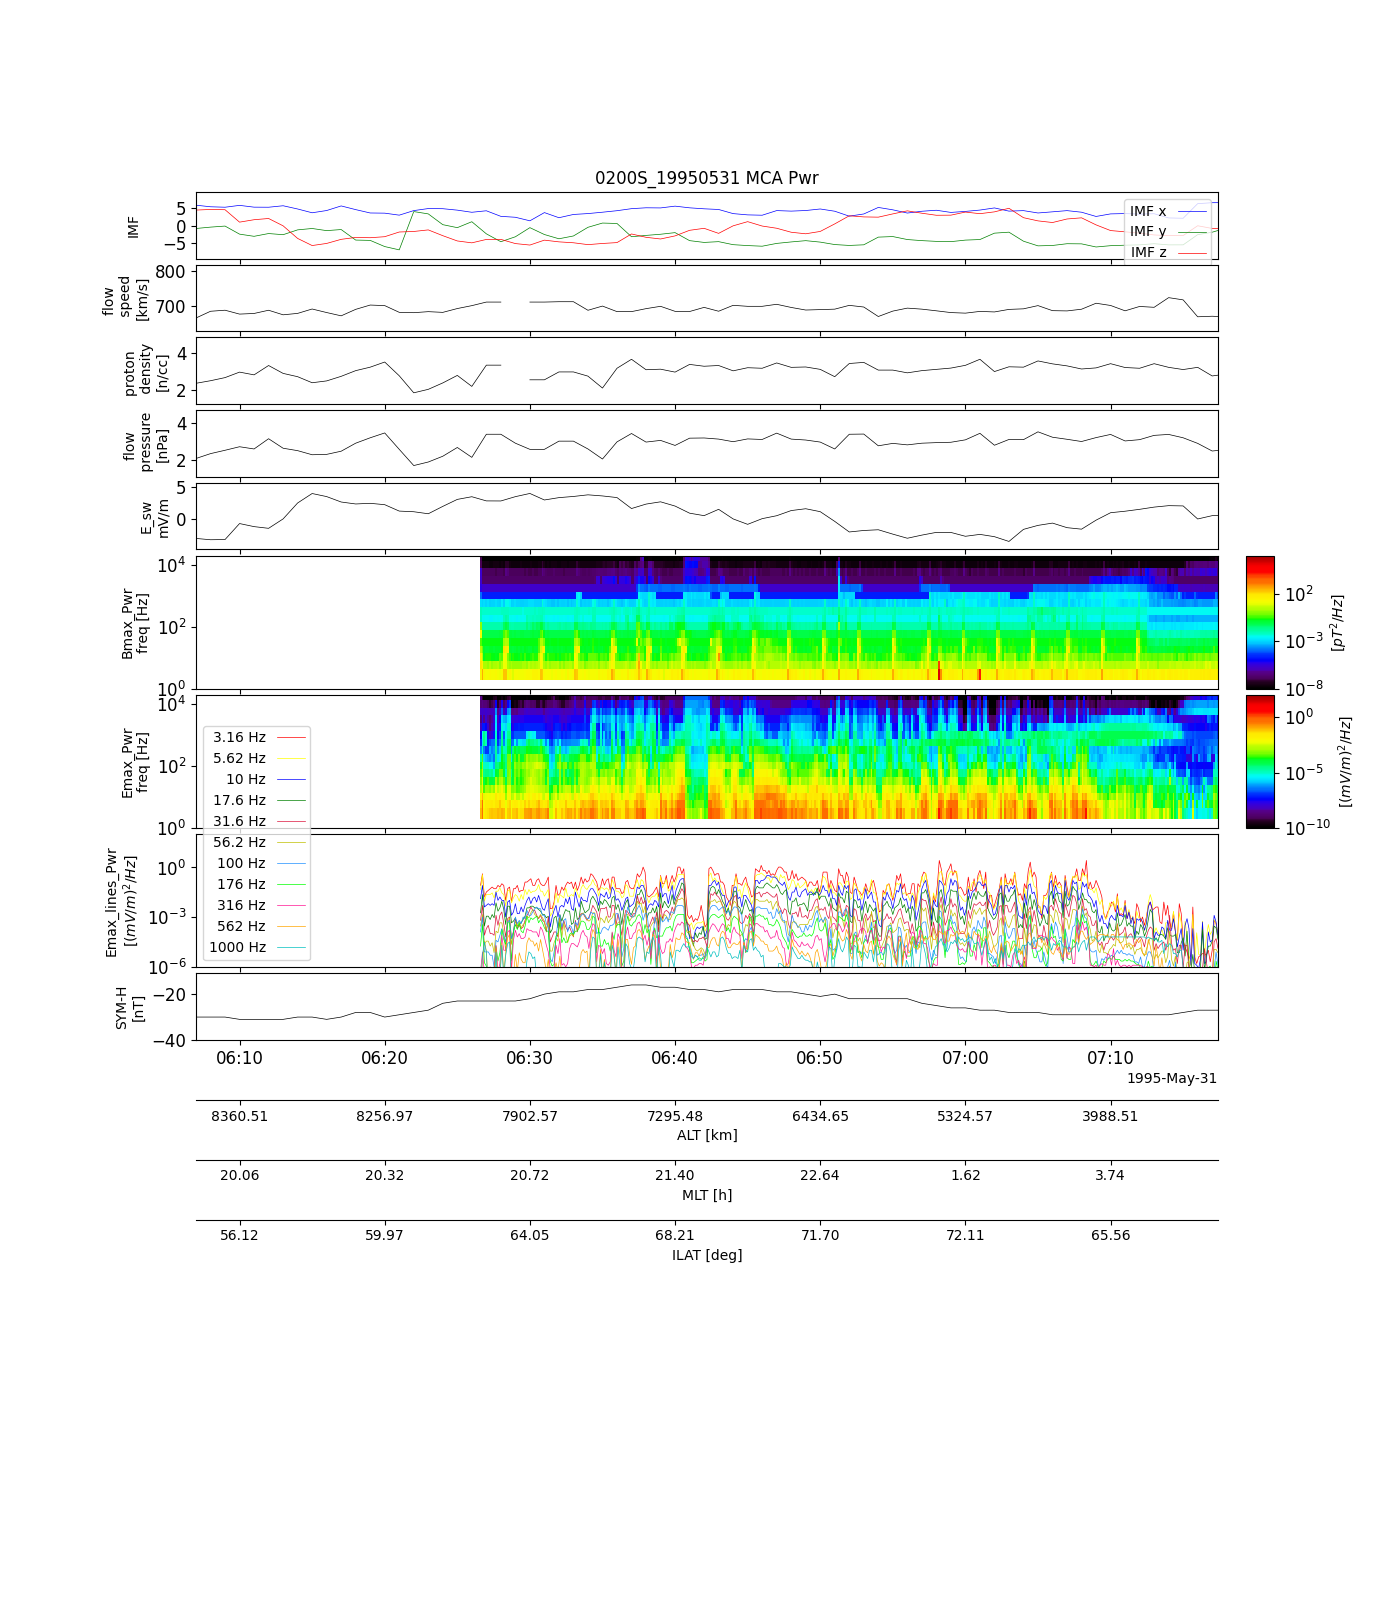 0200S_19950531 MCA Pwr
IMF
5
0
−5
IMF x
IMF y
IMF z
flow
speed
[km/s]
800
700
proton
density
[n/cc]
4
2
flow
pressure
[nPa]
4
2
E_sw
mV/m
5
0
Bmax_Pwr
freq [Hz]
10^4
10^2
10^0
10^2
10^−3
10^−8
[pT^2/Hz]
Emax_Pwr
freq [Hz]
10^4
10^2
10^0
10^0
10^−5
10^−10
[(mV/m)^2/Hz]
3.16 Hz
5.62 Hz
10 Hz
17.6 Hz
31.6 Hz
56.2 Hz
100 Hz
176 Hz
316 Hz
562 Hz
1000 Hz
Emax_lines_Pwr
[(mV/m)^2/Hz]
10^0
10^−3
10^−6
SYM-H
[nT]
−20
−40
06:10 06:20 06:30 06:40 06:50 07:00 07:10
1995-May-31
8360.51 8256.97 7902.57 7295.48 6434.65 5324.57 3988.51
ALT [km]
20.06 20.32 20.72 21.40 22.64 1.62 3.74
MLT [h]
56.12 59.97 64.05 68.21 71.70 72.11 65.56
ILAT [deg]